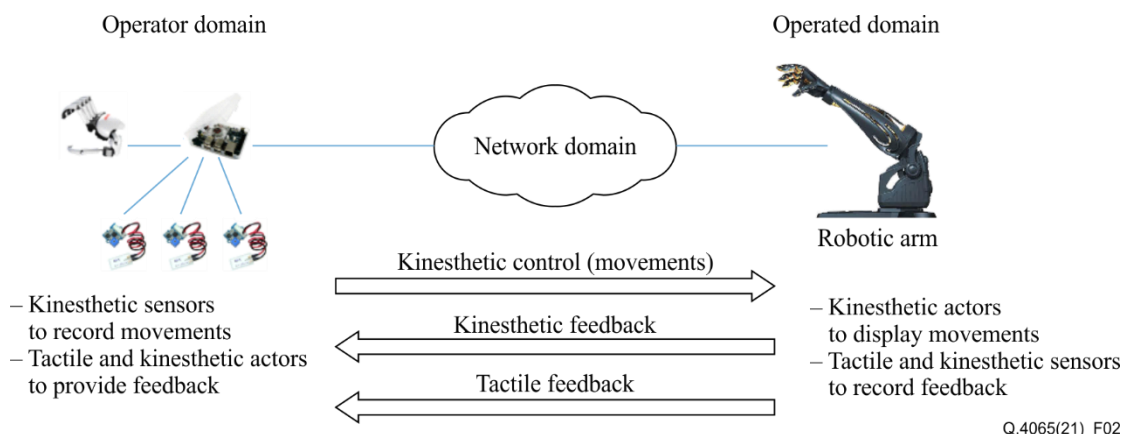 Operator domain
Operated domain
Network domain
Robotic arm
Kinesthetic control (movements)
Kinesthetic feedback
Tactile feedback
– Kinesthetic sensors
to record movements
– Tactile and kinesthetic actors
to provide feedback
– Kinesthetic actors
to display movements
– Tactile and kinesthetic sensors
to record feedback
Q.4065(21)_F02